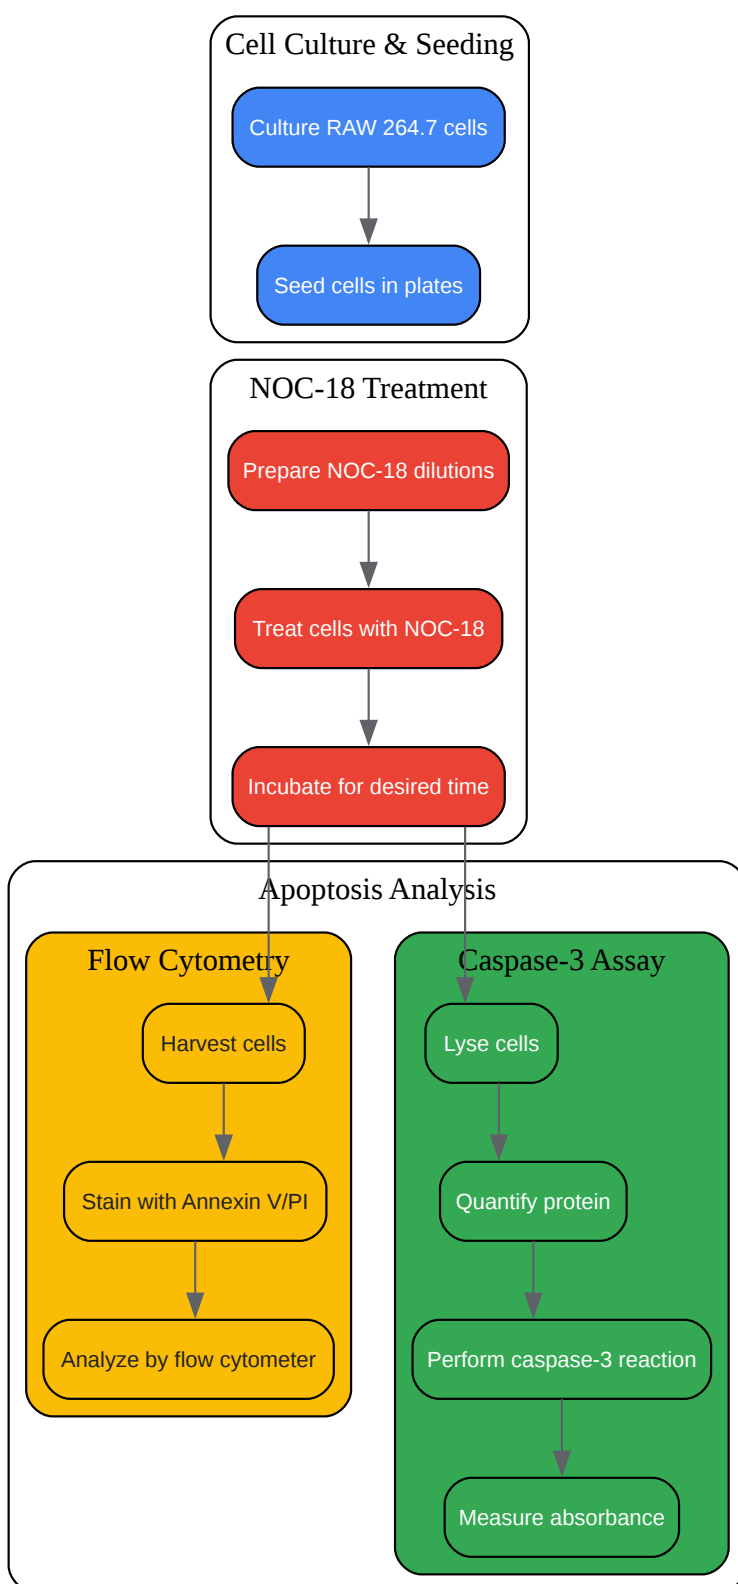 Cell Culture & Seeding
Culture RAW 264.7 cells
Seed cells in plates
NOC-18 Treatment
Prepare NOC-18 dilutions
Treat cells with NOC-18
Incubate for desired time
Apoptosis Analysis
Flow Cytometry
Harvest cells
Stain with Annexin V/PI
Analyze by flow cytometer
Caspase-3 Assay
Lyse cells
Quantify protein
Perform caspase-3 reaction
Measure absorbance